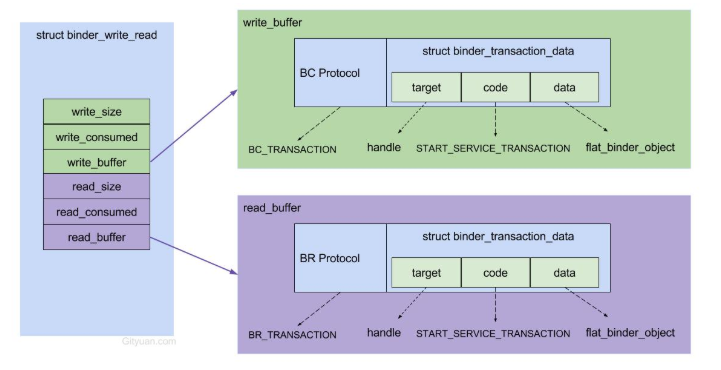 struct binder_write_read
write_size
write_consumed
write_buffer
read_size
read_consumed
read_buffer
Gityuan.com
write_buffer
BC Protocol
struct binder_transaction_data
target code data
BC_TRANSACTION handle START_SERVICE_TRANSACTION flat_binder_object
read_buffer
BR Protocol
struct binder_transaction_data
target code data
BR_TRANSACTION handle START_SERVICE_TRANSACTION flat_binder_object